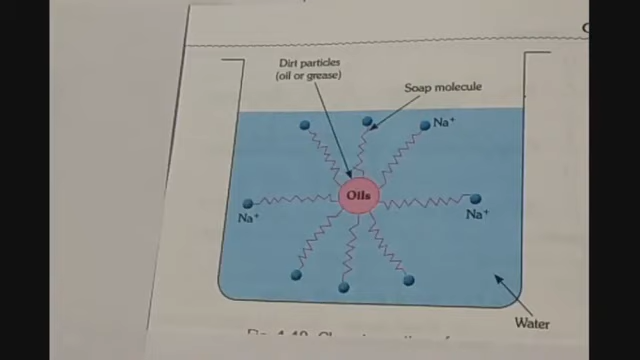 Dirt particles
(oil or grease)
Soap molecule
Na+
Oils
Na+
Na+
Water